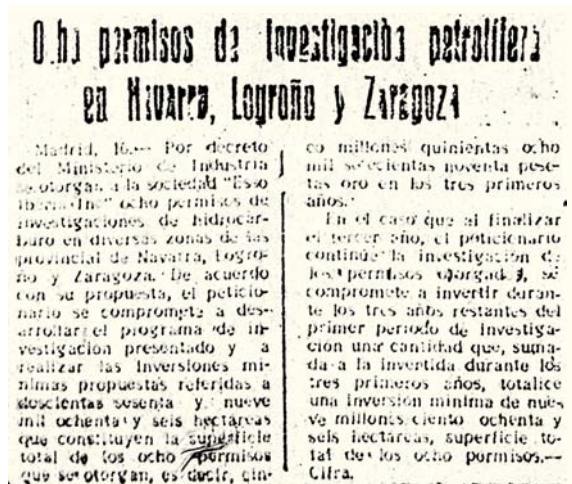 Ocho permisos de investigación petrolífera
en Navarra, Logroño y Zaragoza
Madrid, 16.— Por decreto
del Ministerio de Industria
se otorgan a la sociedad "Esso
Iberia Inc" ocho permisos de
investigaciones de hidrocar-
buro en diversas zonas de las
provincial de Navarra, Logro-
ño y Zaragoza. De acuerdo
con su propuesta, el peticio-
nario se compromete a des-
arrollar el programa de in-
vestigación presentado y a
realizar las inversiones mí-
nimas propuestas referidas a
doscientas sesenta y nueve
mil ochenta y seis hectáreas
que constituyen la superficie
total de los ocho permisos
que se otorgan, es decir, cin-
co millones quinientas ocho
mil setecientas noventa pese-
tas oro en los tres primeros
años.
En el caso que al finalizar
el tercer año, el peticionario
continúe la investigación de
los permisos otorgados, se
compromete a invertir duran-
te los tres años restantes del
primer período de investiga-
ción una cantidad que, suma-
da a la invertida durante los
tres primeros años, totalice
una inversión mínima de nue-
ve millones ciento ochenta y
seis hectáreas, superficie to-
tal de los ocho permisos.—
Cifra.